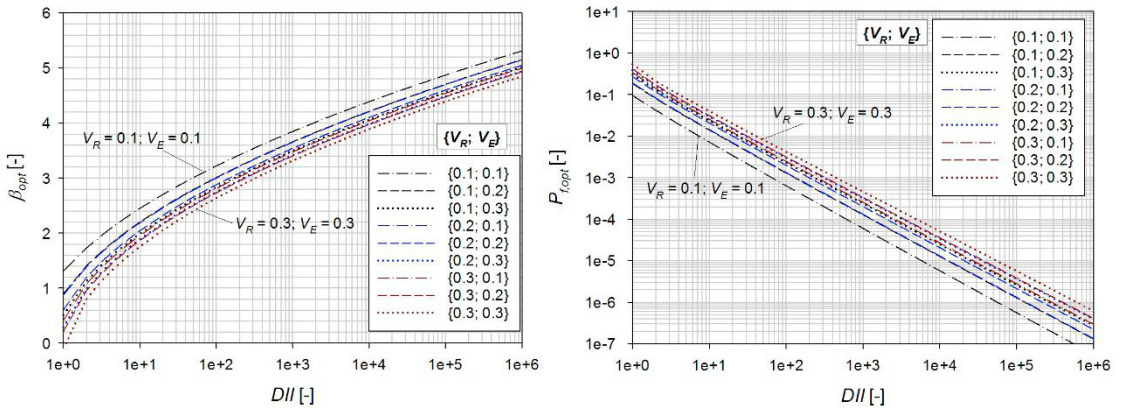 6
5
4
3
2
1
0
β_opt [-]
V_R = 0.1; V_E = 0.1
V_R = 0.3; V_E = 0.3
{V_R; V_E}
{0.1; 0.1}
{0.1; 0.2}
{0.1; 0.3}
{0.2; 0.1}
{0.2; 0.2}
{0.2; 0.3}
{0.3; 0.1}
{0.3; 0.2}
{0.3; 0.3}
1e+0 1e+1 1e+2 1e+3 1e+4 1e+5 1e+6
DII [-]
1e+1
1e+0
1e-1
1e-2
1e-3
1e-4
1e-5
1e-6
1e-7
P_f,opt [-]
{V_R; V_E}
{0.1; 0.1}
{0.1; 0.2}
{0.1; 0.3}
{0.2; 0.1}
{0.2; 0.2}
{0.2; 0.3}
{0.3; 0.1}
{0.3; 0.2}
{0.3; 0.3}
V_R = 0.3; V_E = 0.3
V_R = 0.1; V_E = 0.1
1e+0 1e+1 1e+2 1e+3 1e+4 1e+5 1e+6
DII [-]